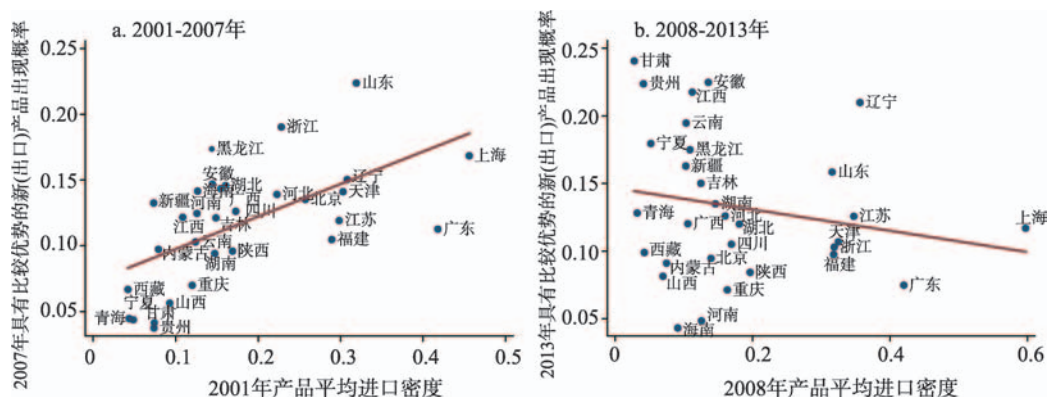 a. 2001-2007年
2007年具有比较优势的新(出口)产品出现概率
0.25
0.20
0.15
0.10
0.05
山东
浙江
上海
黑龙江
安徽
湖北
海南
广西
辽宁
新疆
河南
河北
北京
天津
江西
吉林
四川
江苏
广东
云南
福建
内蒙古
湖南
陕西
西藏
重庆
宁夏
山西
青海
甘肃
贵州
0
0.1
0.2
0.3
0.4
0.5
2001年产品平均进口密度
b. 2008-2013年
2013年具有比较优势的新(出口)产品出现概率
0.25
0.20
0.15
0.10
0.05
甘肃
贵州
安徽
江西
辽宁
云南
宁夏
黑龙江
新疆
山东
吉林
青海
湖南
广西
河北
湖北
江苏
上海
西藏
四川
天津
浙江
内蒙古
北京
福建
山西
陕西
重庆
广东
河南
海南
0
0.2
0.4
0.6
2008年产品平均进口密度